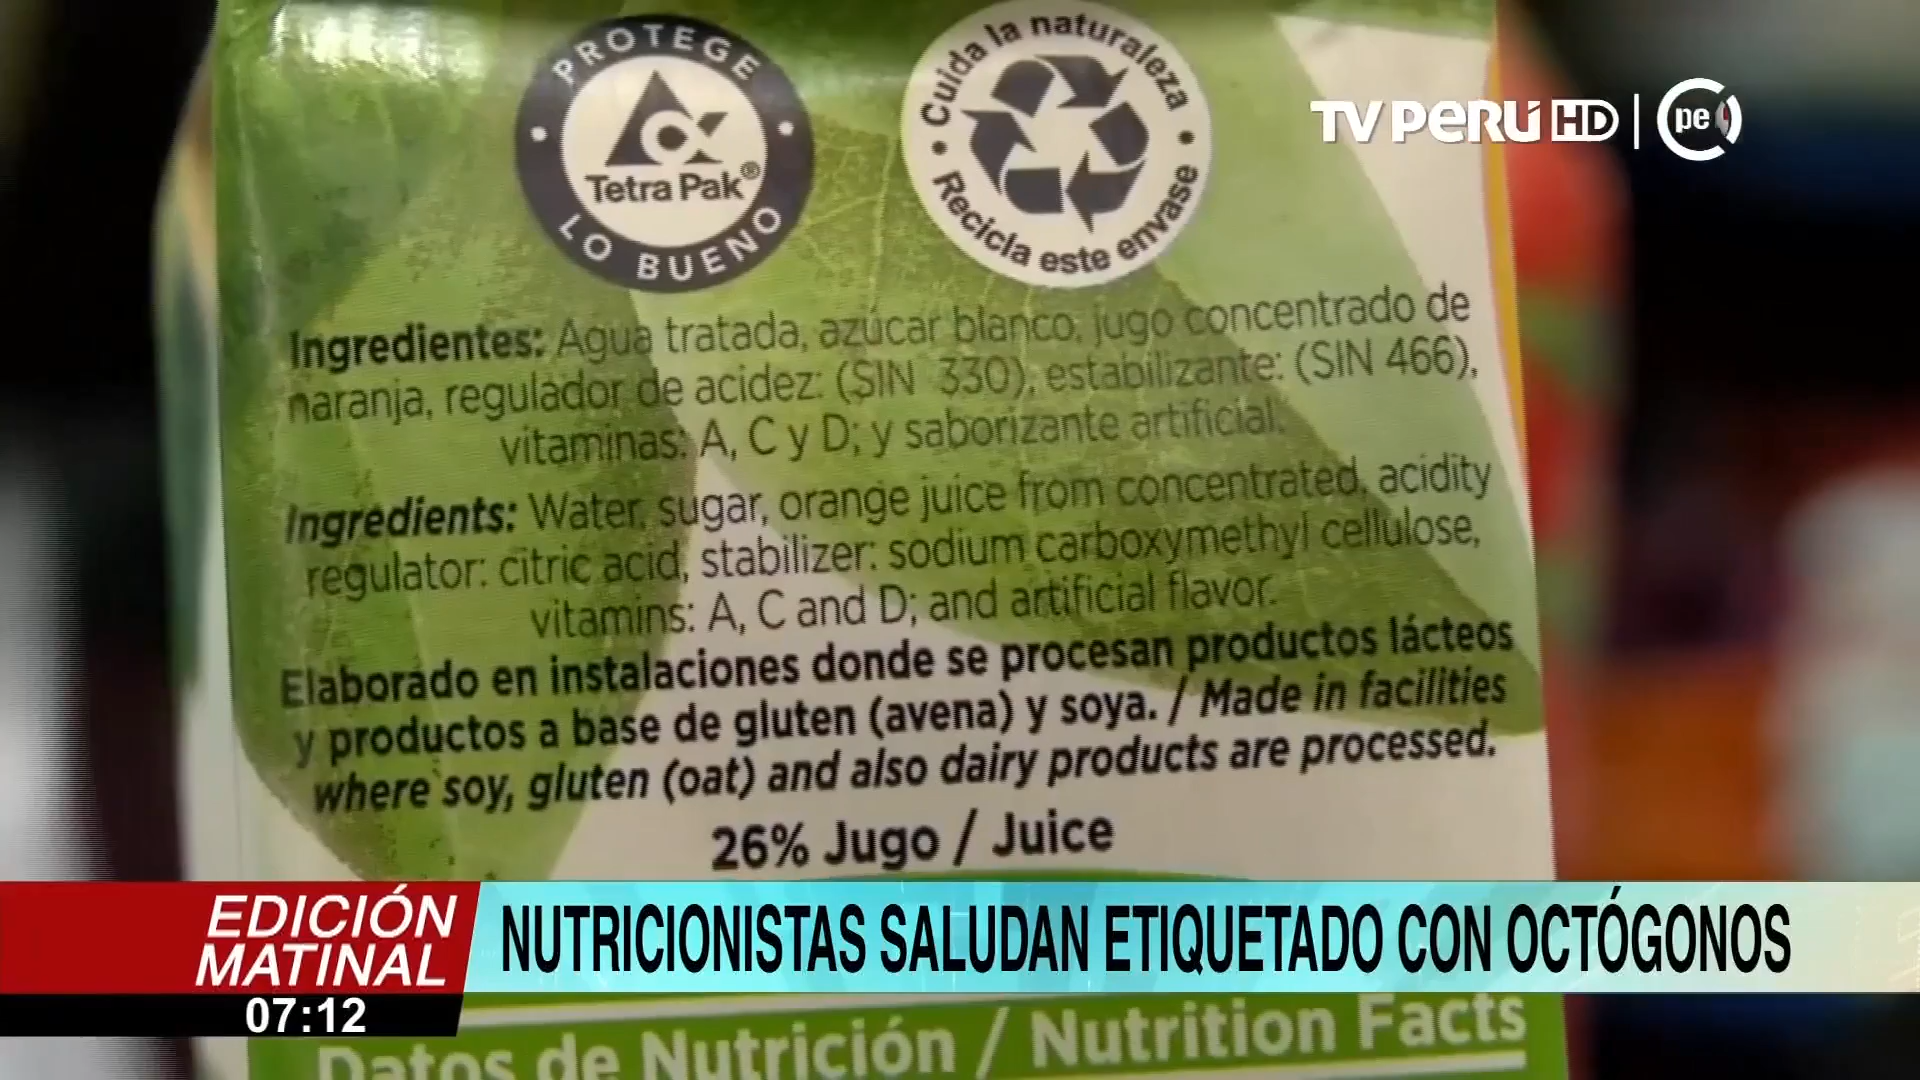 PROTEGE
Tetra Pak®
LO BUENO
Cuida la naturaleza
Recicla este envase
TVPERÚ HD | pe
Ingredientes: Agua tratada, azúcar blanco, jugo concentrado de
naranja, regulador de acidez: (SIN 330), estabilizante: (SIN 466),
vitaminas: A, C y D; y saborizante artificial.
Ingredients: Water, sugar, orange juice from concentrated, acidity
regulator: citric acid, stabilizer: sodium carboxymethyl cellulose,
vitamins: A, C and D; and artificial flavor.
Elaborado en instalaciones donde se procesan productos lácteos
y productos a base de gluten (avena) y soya. / Made in facilities
where soy, gluten (oat) and also dairy products are processed.
26% Jugo / Juice
EDICIÓN
MATINAL
07:12
NUTRICIONISTAS SALUDAN ETIQUETADO CON OCTÓGONOS
Datos de Nutrición / Nutrition Facts